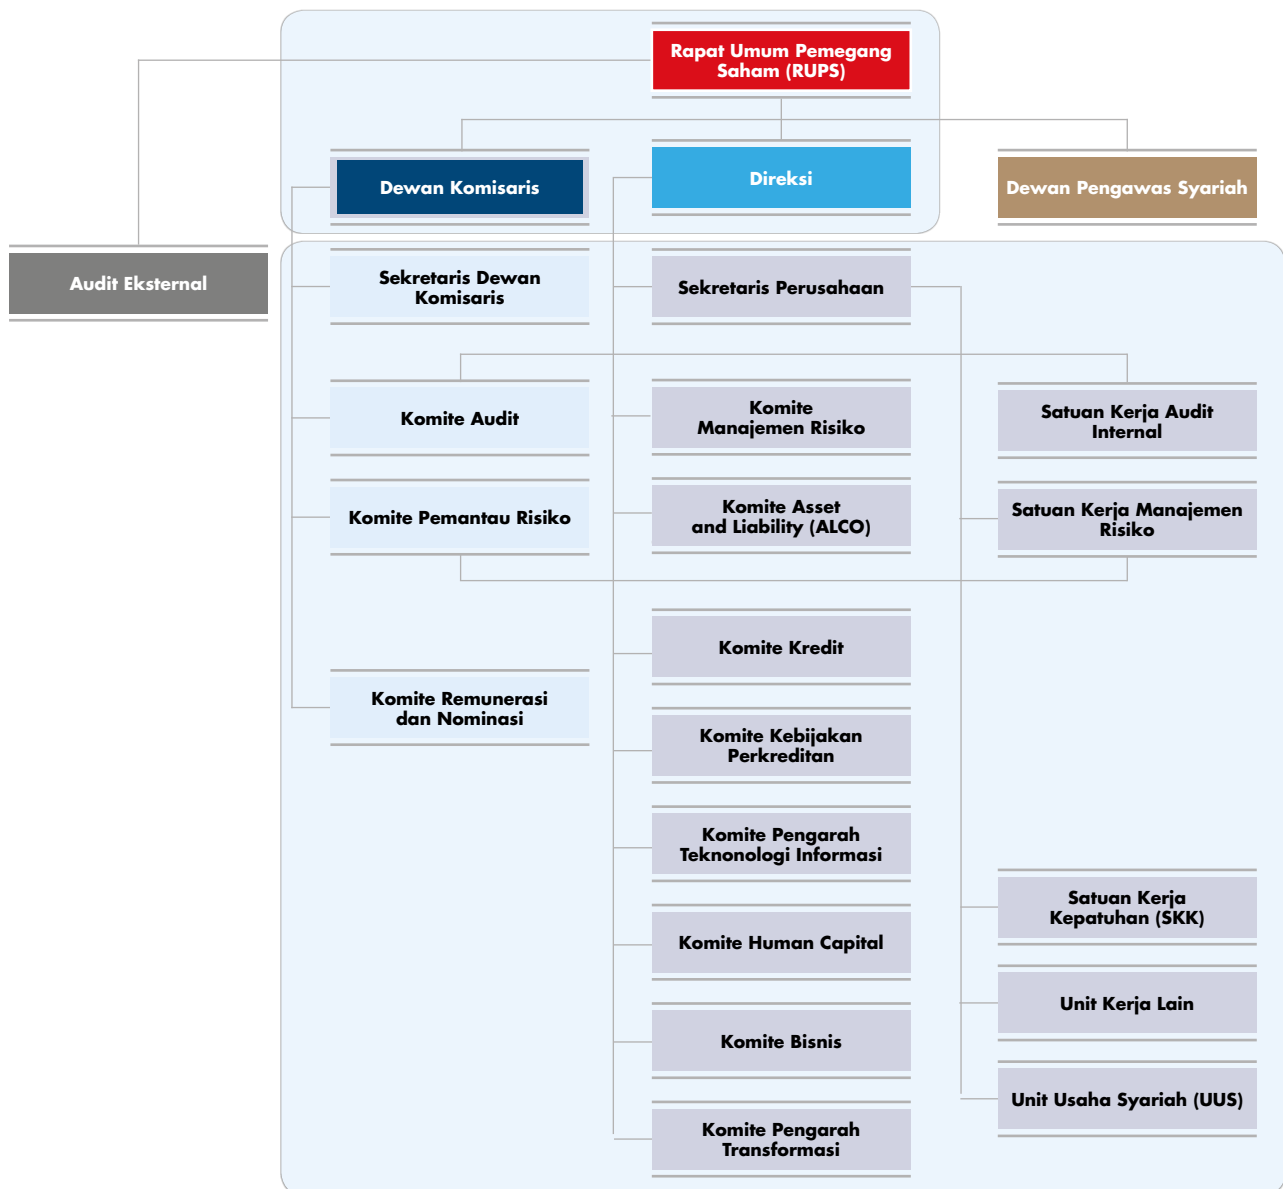 Rapat Umum Pemegang
Saham (RUPS)
Dewan Komisaris
Direksi
Dewan Pengawas Syariah
Audit Eksternal
Sekretaris Dewan
Komisaris
Sekretaris Perusahaan
Komite Audit
Komite
Manajemen Risiko
Satuan Kerja Audit
Internal
Komite Pemantau Risiko
Komite Asset
and Liability (ALCO)
Satuan Kerja Manajemen
Risiko
Komite Kredit
Komite Remunerasi
dan Nominasi
Komite Kebijakan
Perkreditan
Komite Pengarah
Teknonologi Informasi
Satuan Kerja
Kepatuhan (SKK)
Komite Human Capital
Unit Kerja Lain
Komite Bisnis
Unit Usaha Syariah (UUS)
Komite Pengarah
Transformasi